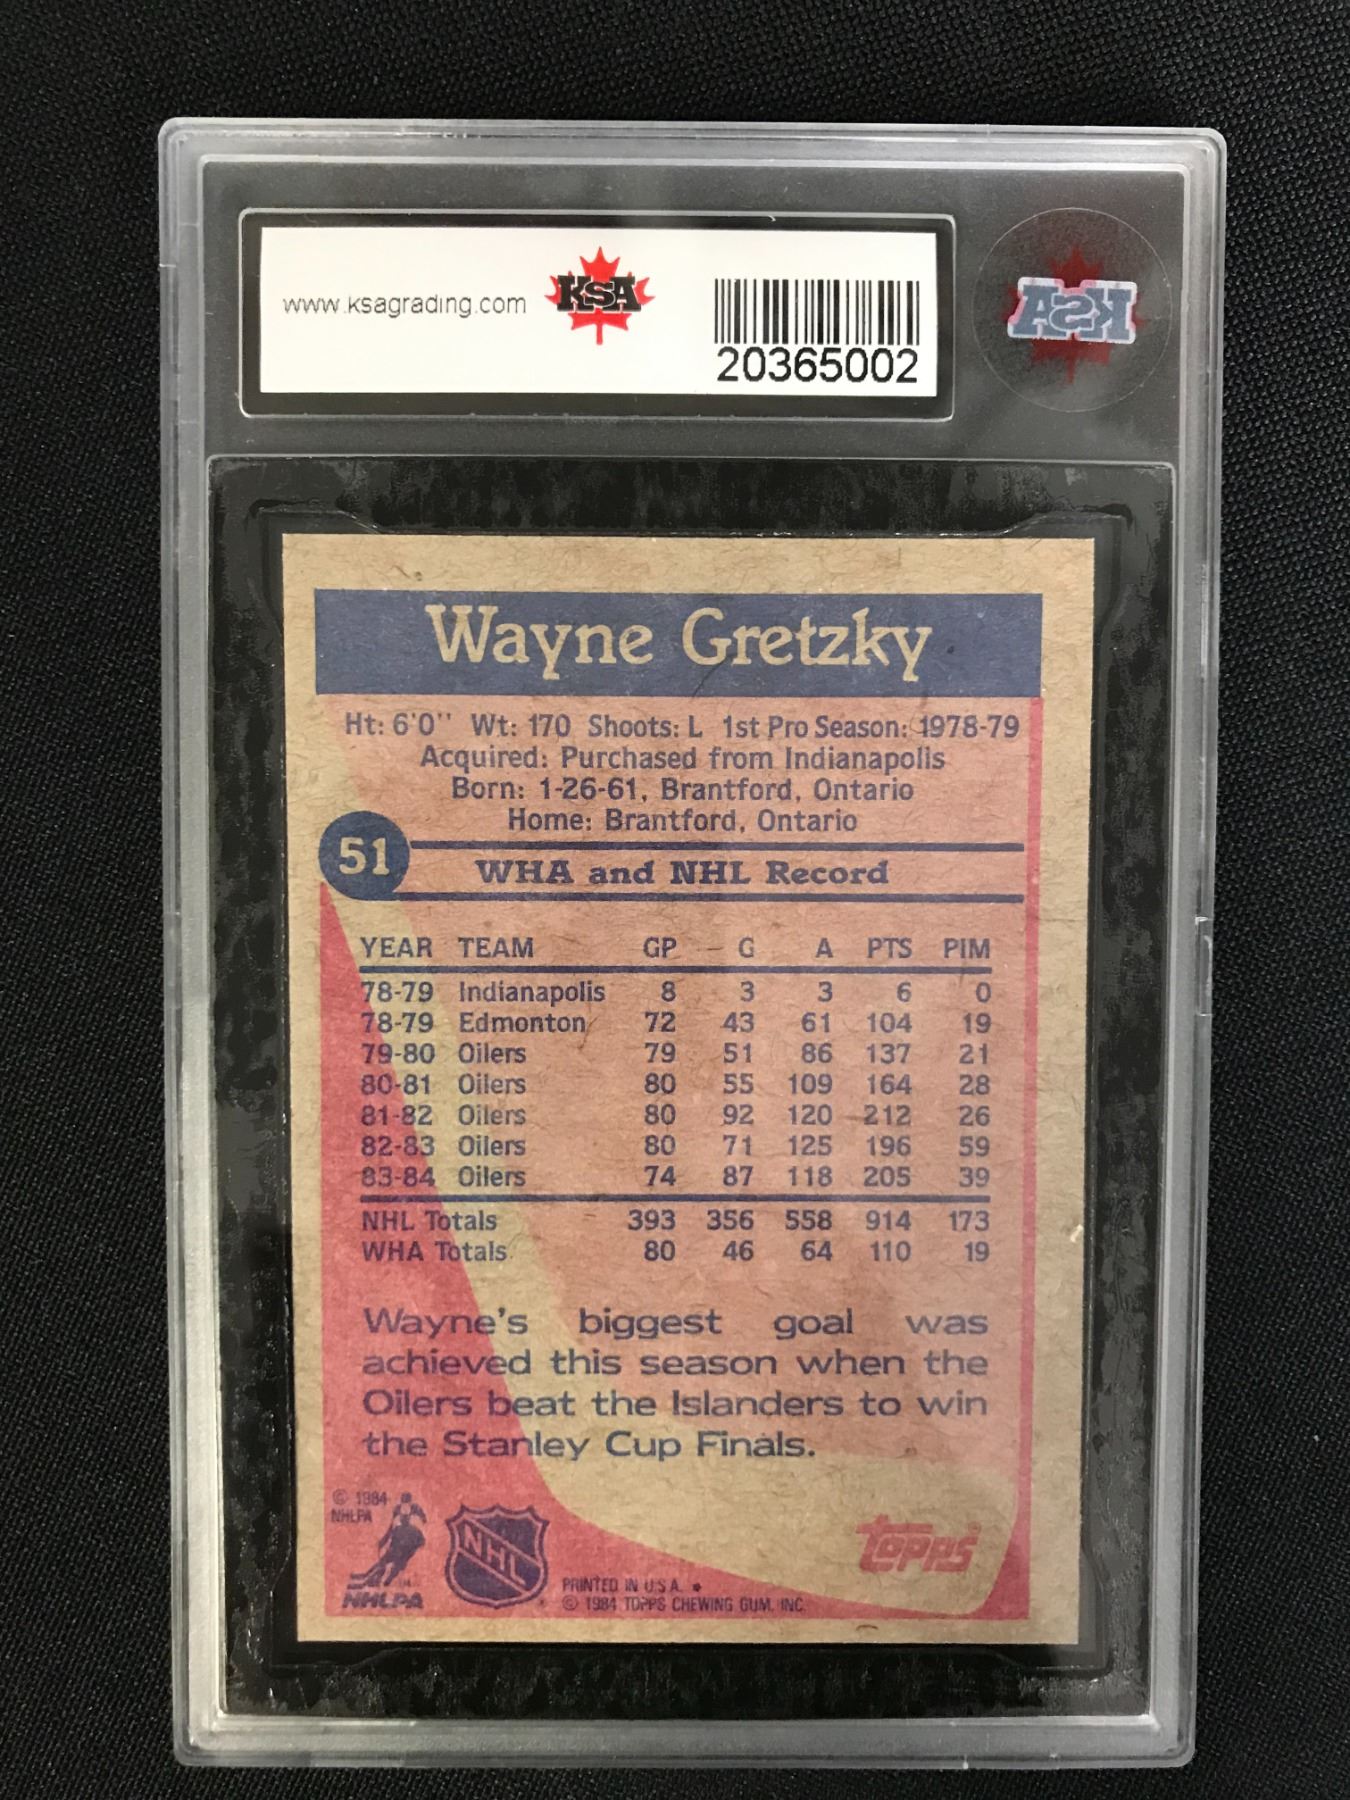 www.ksagrading.com
KSA
20365002
KSA
Wayne Gretzky
Ht: 6'0" Wt: 170 Shoots: L 1st Pro Season: 1978-79
Acquired: Purchased from Indianapolis
Born: 1-26-61, Brantford, Ontario
Home: Brantford, Ontario
51
WHA and NHL Record
YEAR TEAM GP G A PTS PIM
78-79 Indianapolis 8 3 3 6 0
78-79 Edmonton 72 43 61 104 19
79-80 Oilers 79 51 86 137 21
80-81 Oilers 80 55 109 164 28
81-82 Oilers 80 92 120 212 26
82-83 Oilers 80 71 125 196 59
83-84 Oilers 74 87 118 205 39
NHL Totals 393 356 558 914 173
WHA Totals 80 46 64 110 19
Wayne's biggest goal was
achieved this season when the
Oilers beat the Islanders to win
the Stanley Cup Finals.
© 1984
NHLPA
NHLPA
NHL
topps
PRINTED IN U.S.A.
© 1984 TOPPS CHEWING GUM, INC.